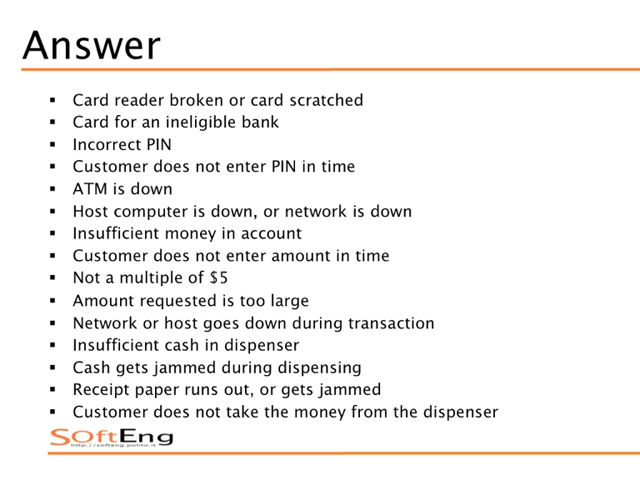 Answer
▪ Card reader broken or card scratched
▪ Card for an ineligible bank
▪ Incorrect PIN
▪ Customer does not enter PIN in time
▪ ATM is down
▪ Host computer is down, or network is down
▪ Insufficient money in account
▪ Customer does not enter amount in time
▪ Not a multiple of $5
▪ Amount requested is too large
▪ Network or host goes down during transaction
▪ Insufficient cash in dispenser
▪ Cash gets jammed during dispensing
▪ Receipt paper runs out, or gets jammed
▪ Customer does not take the money from the dispenser
SOftEng
http://softeng.polito.it